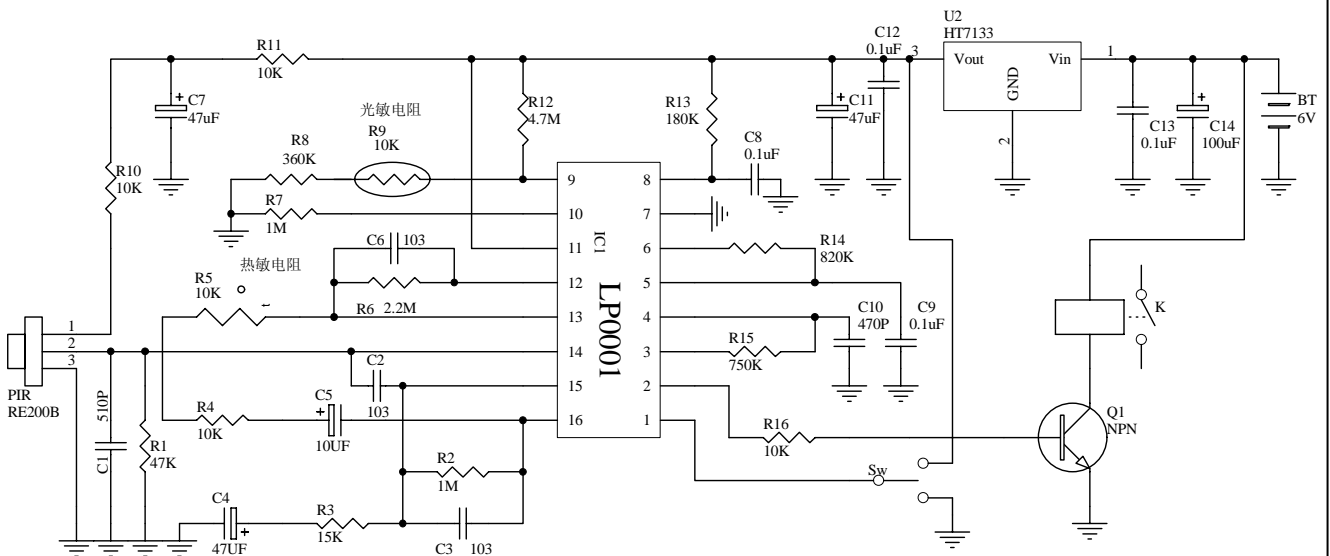 U2
HT7133
C12
0.1uF
3
1
Vout
Vin
GND
2
R11
10K
C7
47uF
R12
4.7M
R13
180K
C11
47uF
C13
0.1uF
C14
100uF
BT
6V
光敏电阻
R9
10K
R8
360K
C8
0.1uF
R10
10K
R7
1M
9
10
11
12
13
14
15
16
8
7
6
5
4
3
2
1
IC1
LP0001
C6
103
R14
820K
热敏电阻
R5
10K
R6
2.2M
C10
470P
C9
0.1uF
K
1
2
3
PIR
RE200B
R15
750K
C2
103
510P
C1
R1
47K
R4
10K
C5
10UF
R16
10K
Q1
NPN
R2
1M
Sw
C4
47UF
R3
15K
C3
103